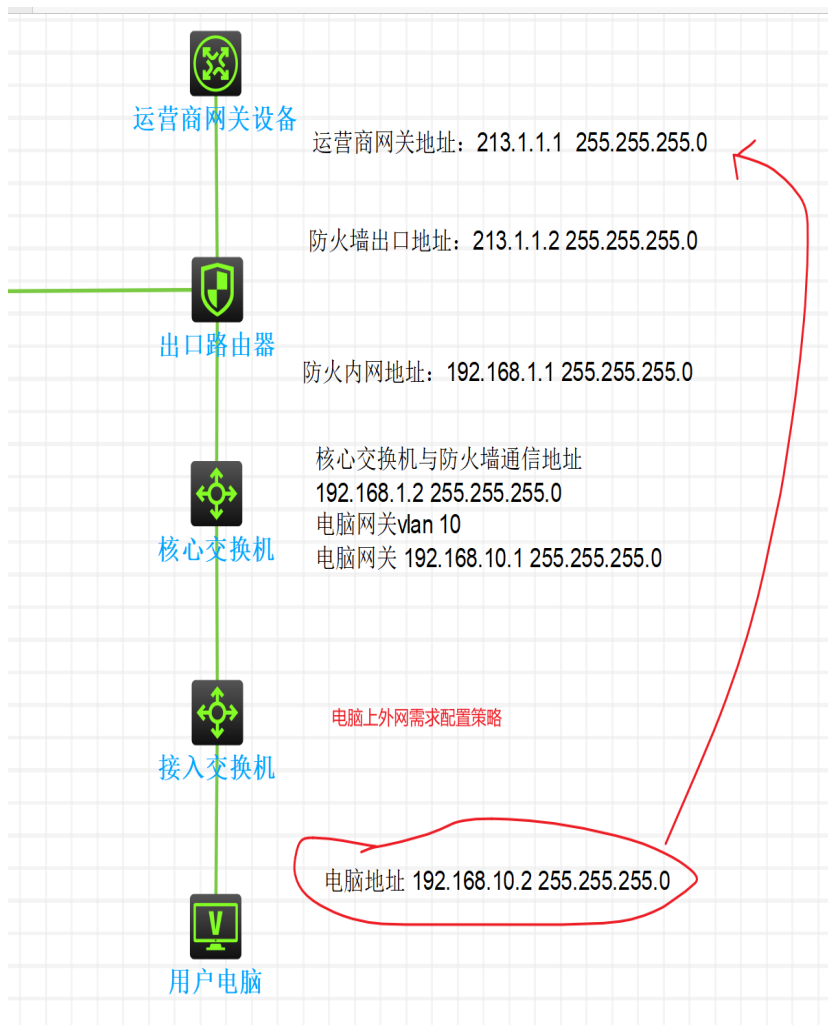 运营商网关设备
运营商网关地址：213.1.1.1 255.255.255.0
防火墙出口地址：213.1.1.2 255.255.255.0
出口路由器
防火内网地址：192.168.1.1 255.255.255.0
核心交换机与防火墙通信地址
192.168.1.2 255.255.255.0
电脑网关vlan 10
电脑网关 192.168.10.1 255.255.255.0
核心交换机
电脑上外网需求配置策略
接入交换机
电脑地址 192.168.10.2 255.255.255.0
V
用户电脑